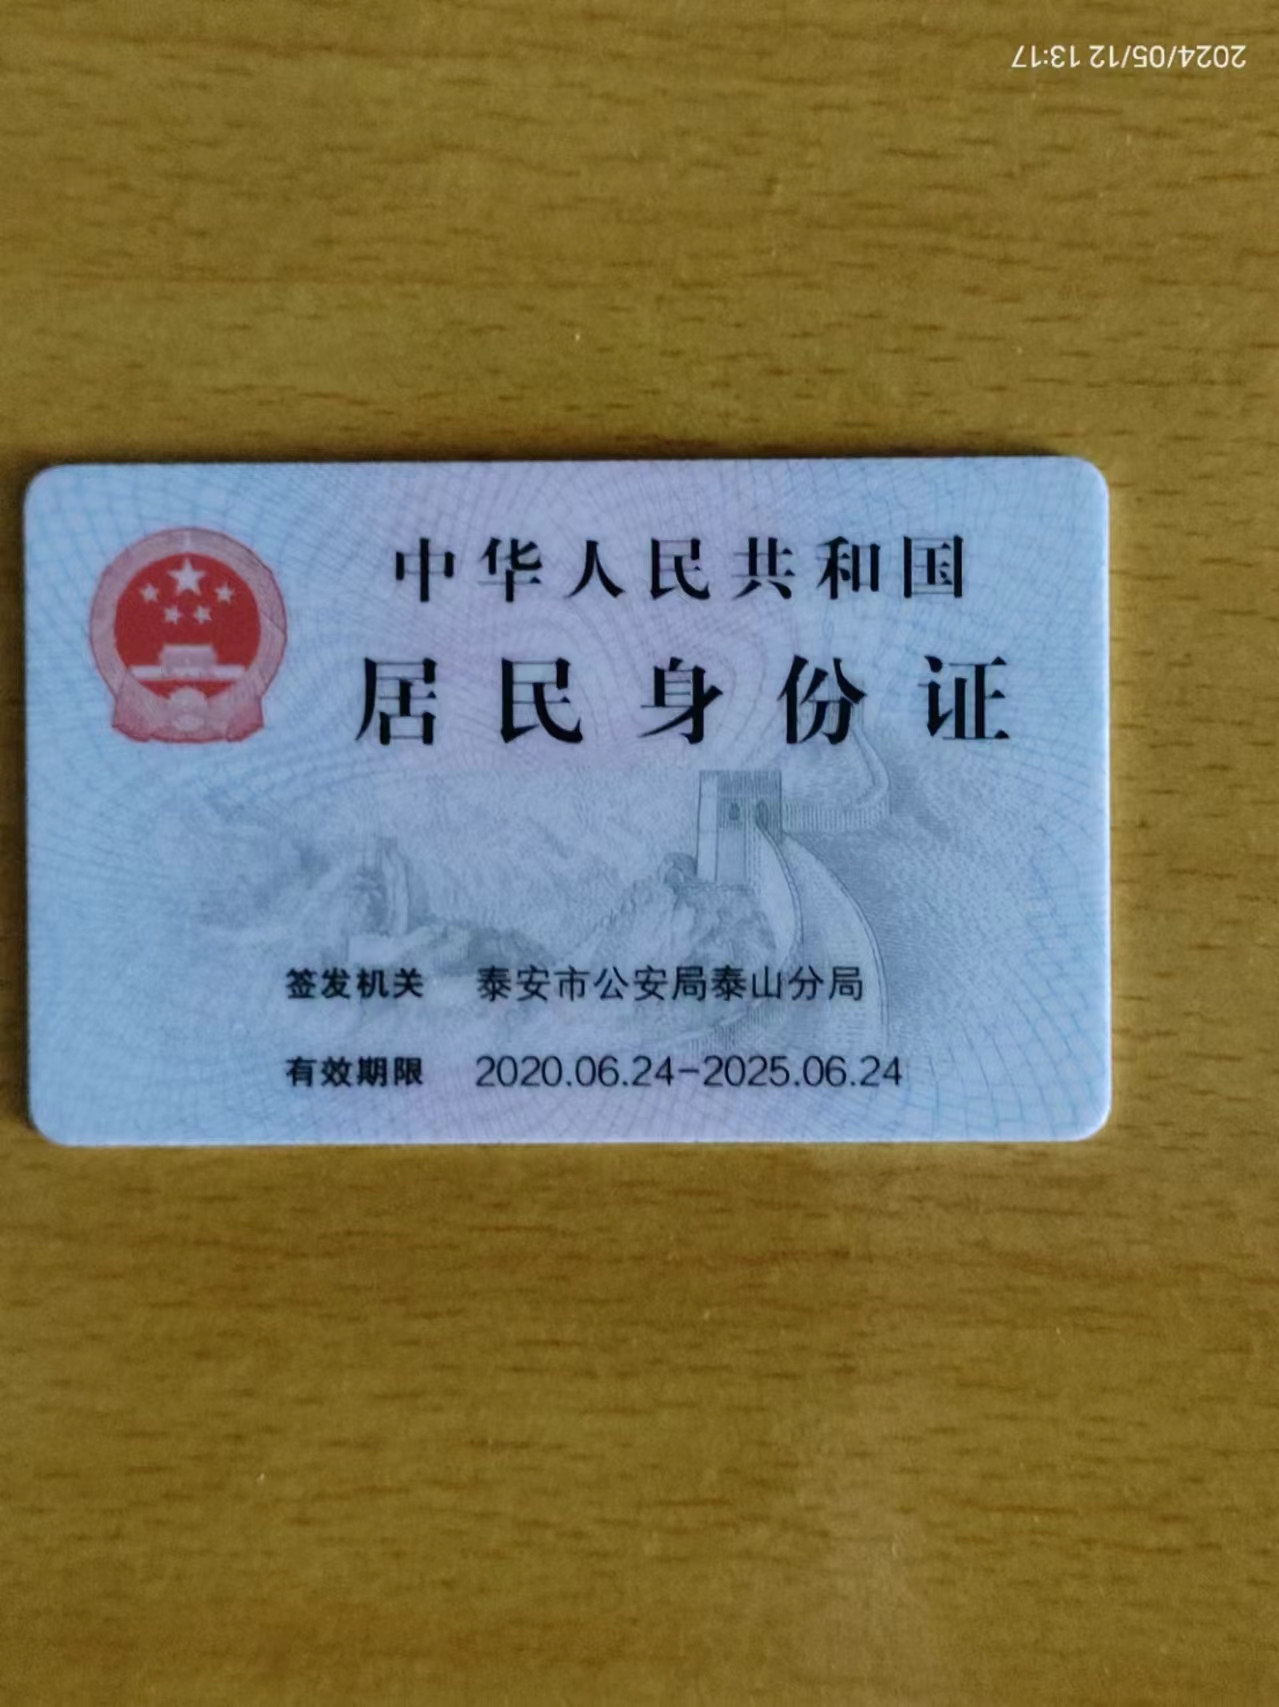 2024/05/12 13:17
中华人民共和国
居民身份证
签发机关 泰安市公安局泰山分局
有效期限 2020.06.24-2025.06.24